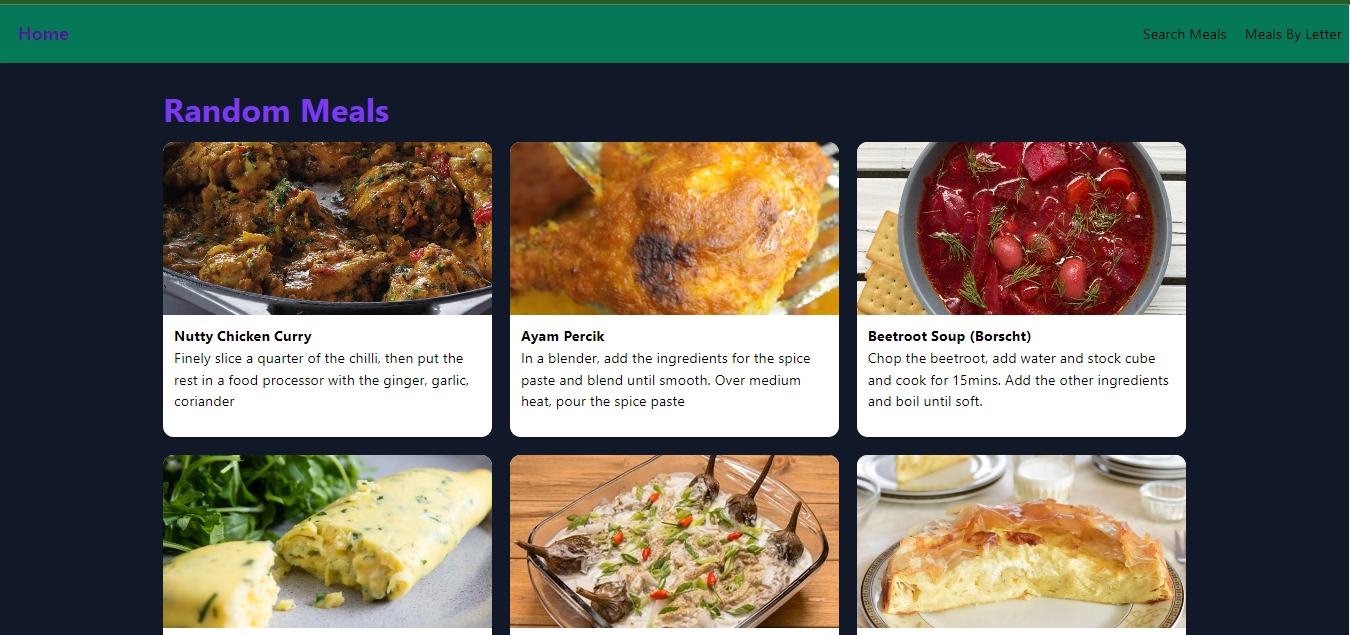 Home
Search Meals
Meals By Letter
Random Meals
Nutty Chicken Curry
Finely slice a quarter of the chilli, then put the
rest in a food processor with the ginger, garlic,
coriander
Ayam Percik
In a blender, add the ingredients for the spice
paste and blend until smooth. Over medium
heat, pour the spice paste
Beetroot Soup (Borscht)
Chop the beetroot, add water and stock cube
and cook for 15mins. Add the other ingredients
and boil until soft.